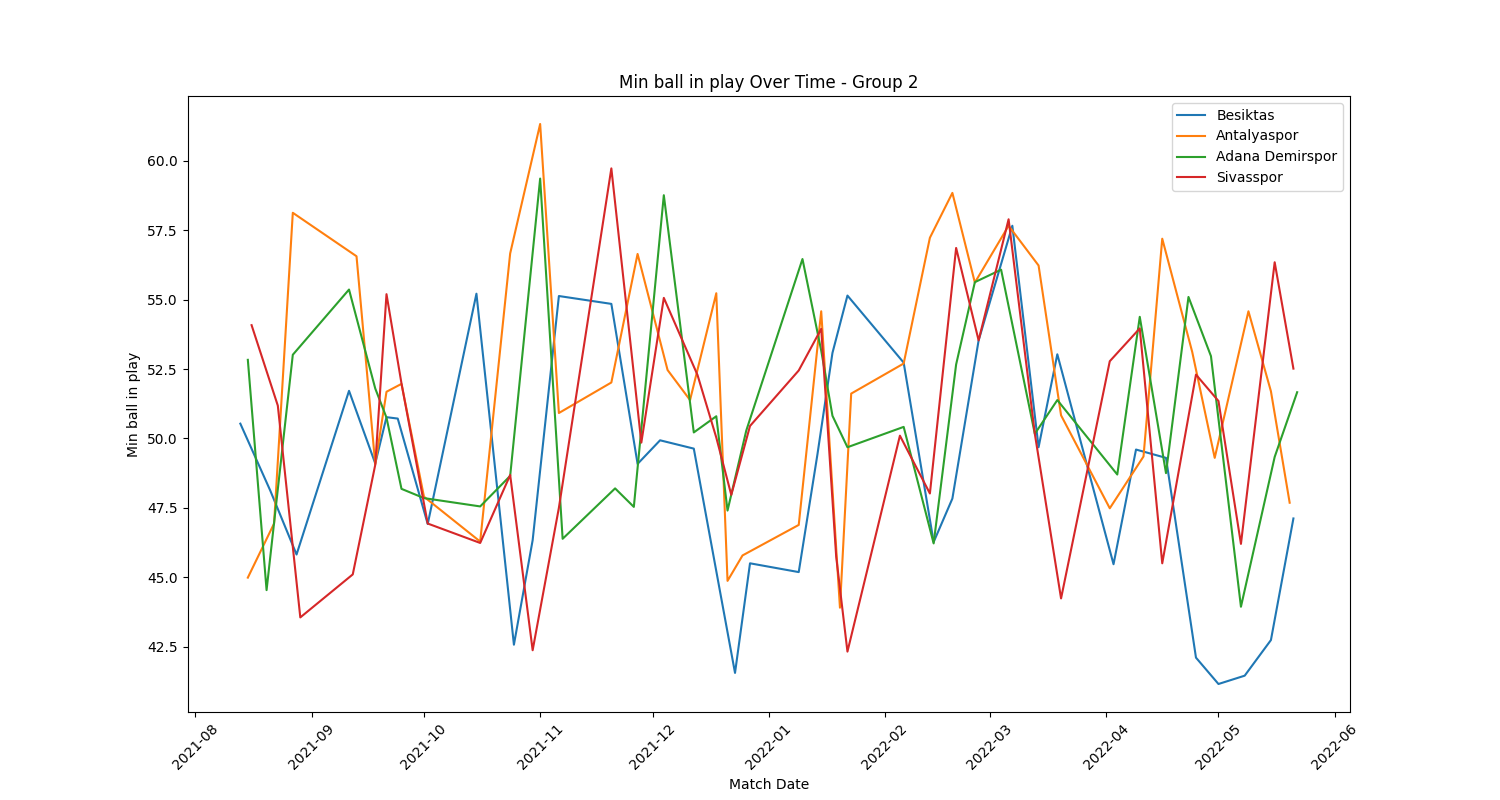 Min ball in play Over Time - Group 2
Besiktas
Antalyaspor
Adana Demirspor
Sivasspor
60.0
57.5
55.0
52.5
50.0
47.5
45.0
42.5
Min ball in play
2021-08
2021-09
2021-10
2021-11
2021-12
2022-01
2022-02
2022-03
2022-04
2022-05
2022-06
Match Date